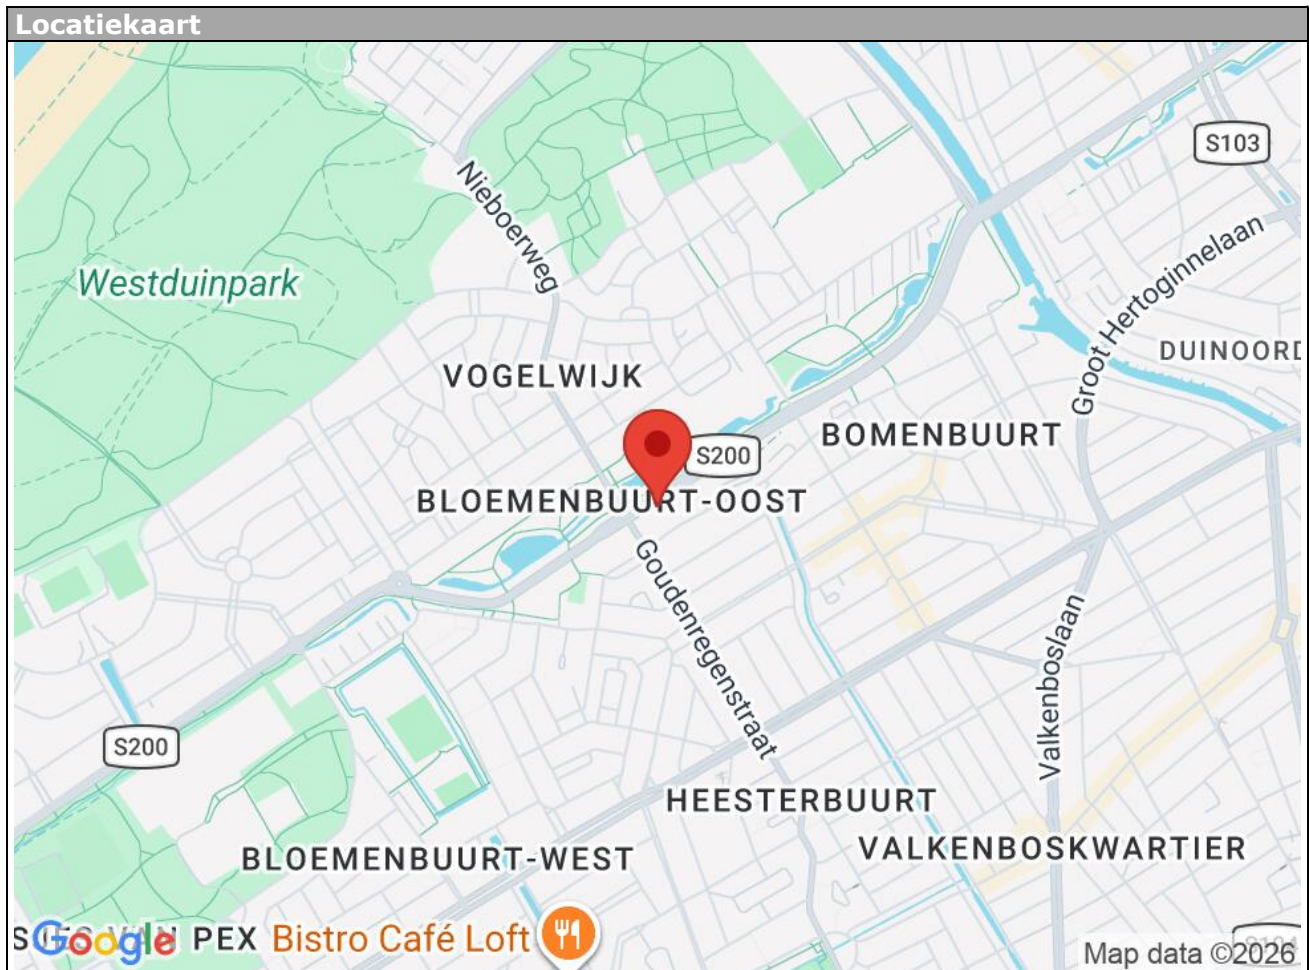 Locatiekaart
S103
Nieboerweg
Groot Hertoginnelaan
Westduinpark
DUINOORD
VOGELWIJK
BOMENBUURT
S200
BLOEMENBUURT-OOST
Goudenregenstraat
Valkenboslaan
S200
HEESTERBUURT
VALKENBOSKWARTIER
BLOEMENBUURT-WEST
Google
PEX
Bistro Café Loft
Map data ©2026